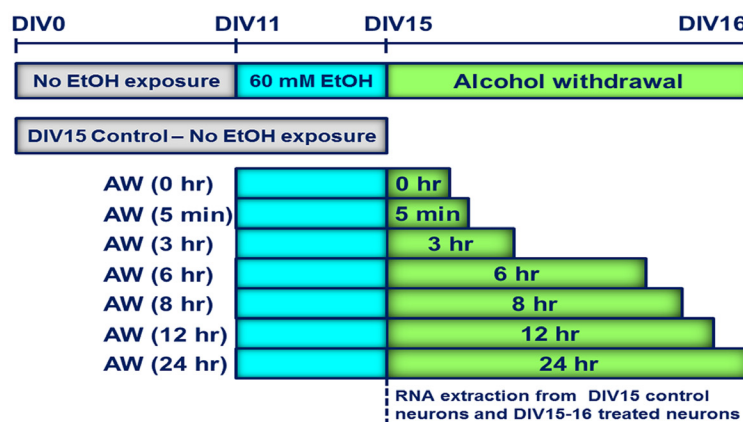 DIV0 DIV11 DIV15 DIV16
No EtOH exposure 60 mM EtOH Alcohol withdrawal
DIV15 Control – No EtOH exposure
AW (0 hr) 0 hr
AW (5 min) 5 min
AW (3 hr) 3 hr
AW (6 hr) 6 hr
AW (8 hr) 8 hr
AW (12 hr) 12 hr
AW (24 hr) 24 hr
RNA extraction from DIV15 control
neurons and DIV15-16 treated neurons